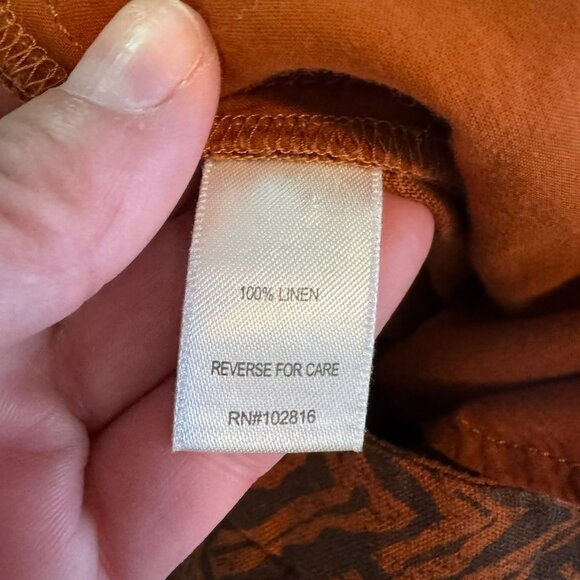 100% LINEN
REVERSE FOR CARE
RN#102816